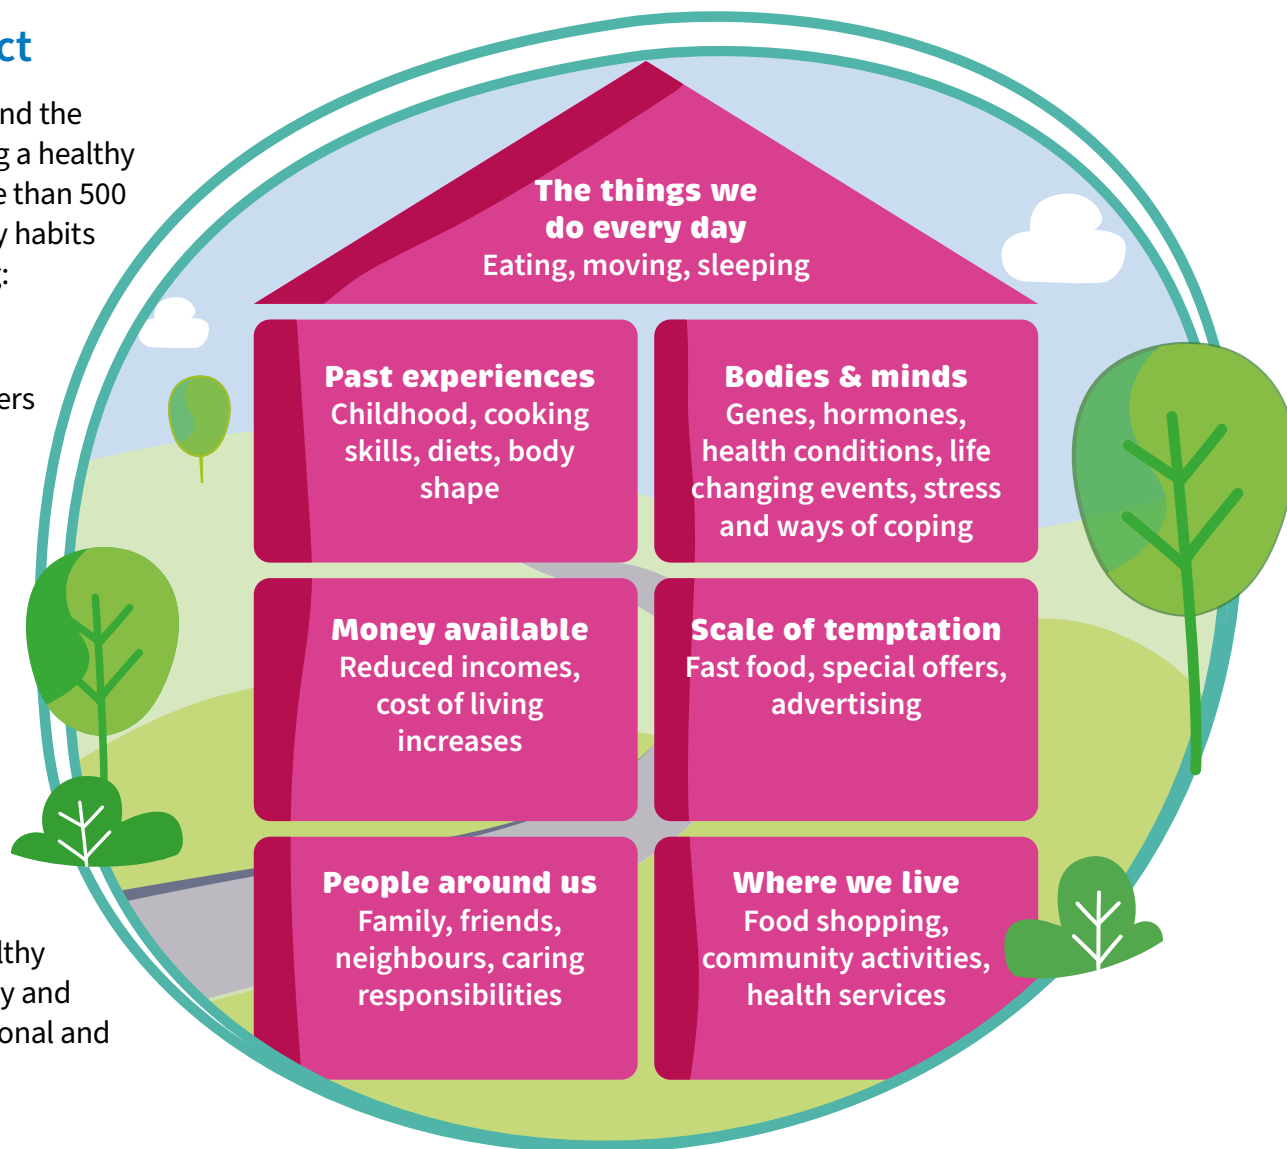 ct
nd the
g a healthy
e than 500
y habits
g:
ers
lthy
y and
onal and
The things we
do every day
Eating, moving, sleeping
Past experiences
Childhood, cooking
skills, diets, body
shape
Bodies & minds
Genes, hormones,
health conditions, life
changing events, stress
and ways of coping
Money available
Reduced incomes,
cost of living
increases
Scale of temptation
Fast food, special offers,
advertising
People around us
Family, friends,
neighbours, caring
responsibilities
Where we live
Food shopping,
community activities,
health services